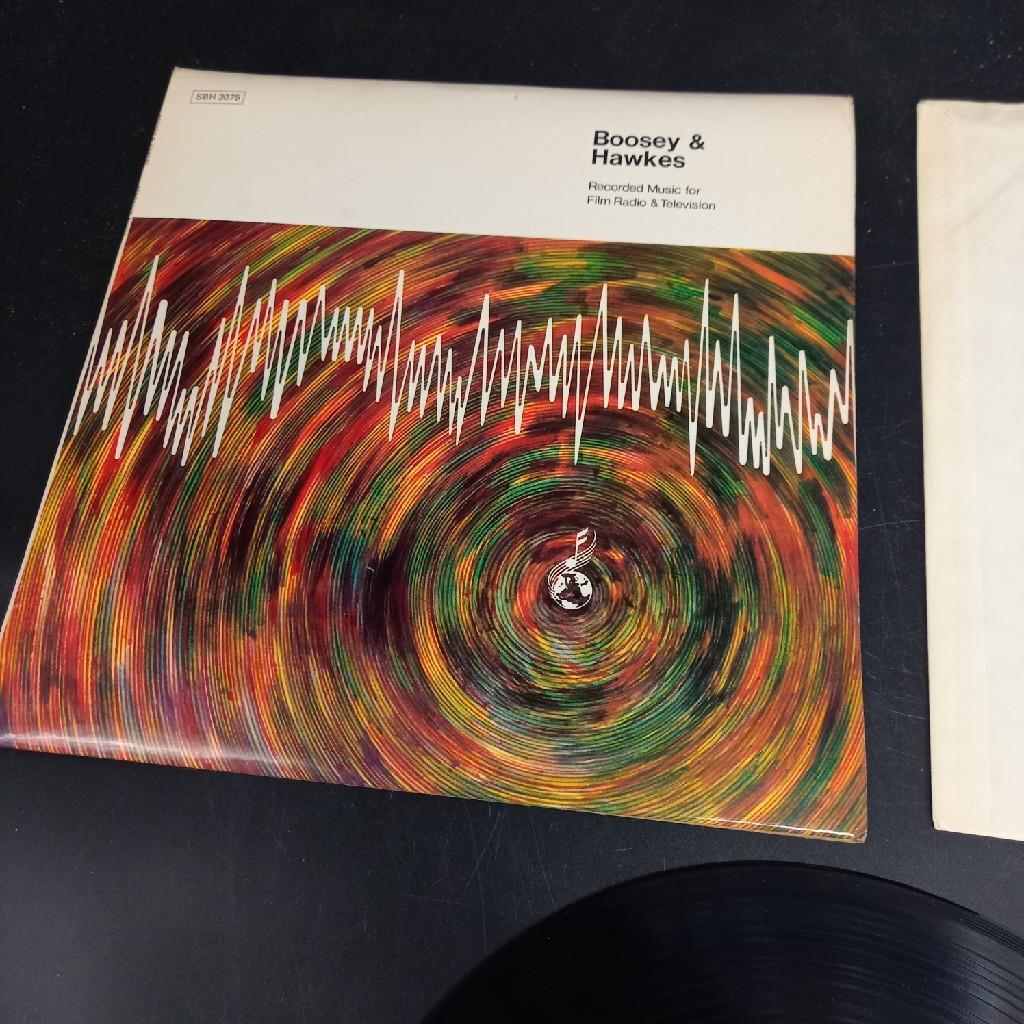 SBH 3075
Boosey &
Hawkes
Recorded Music for
Film Radio & Television